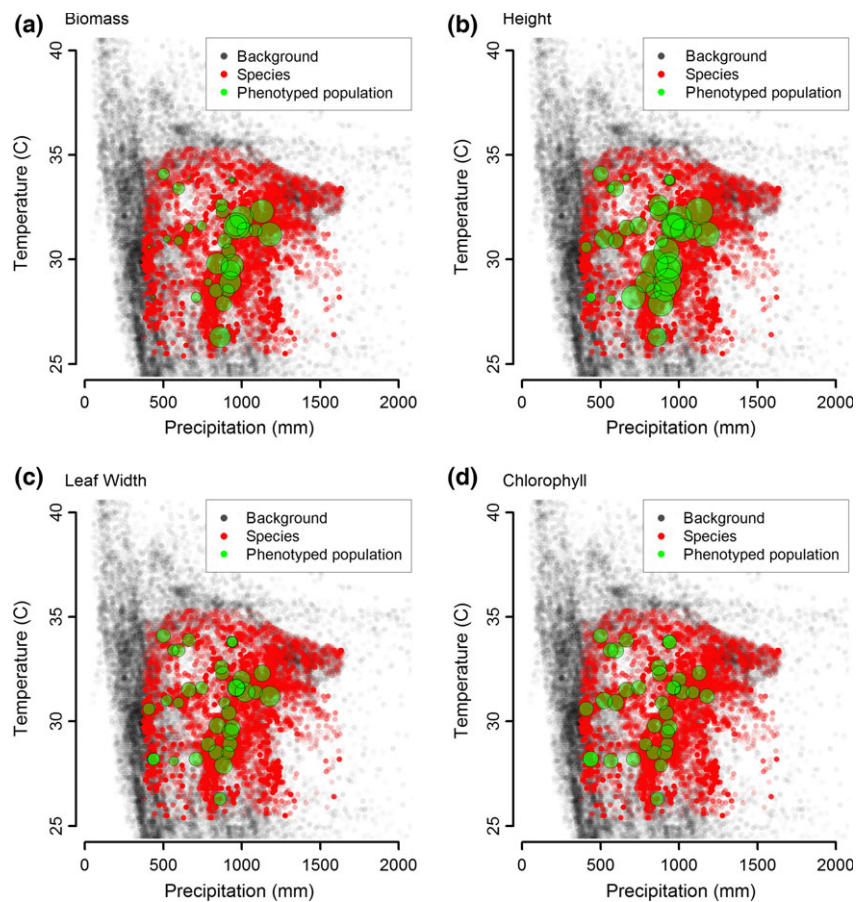 (a) Biomass
Background
Species
Phenotyped population
Temperature (C)
40
35
30
25
0 500 1000 1500 2000
Precipitation (mm)
(b) Height
Background
Species
Phenotyped population
Temperature (C)
40
35
30
25
0 500 1000 1500 2000
Precipitation (mm)
(c) Leaf Width
Background
Species
Phenotyped population
Temperature (C)
40
35
30
25
0 500 1000 1500 2000
Precipitation (mm)
(d) Chlorophyll
Background
Species
Phenotyped population
Temperature (C)
40
35
30
25
0 500 1000 1500 2000
Precipitation (mm)